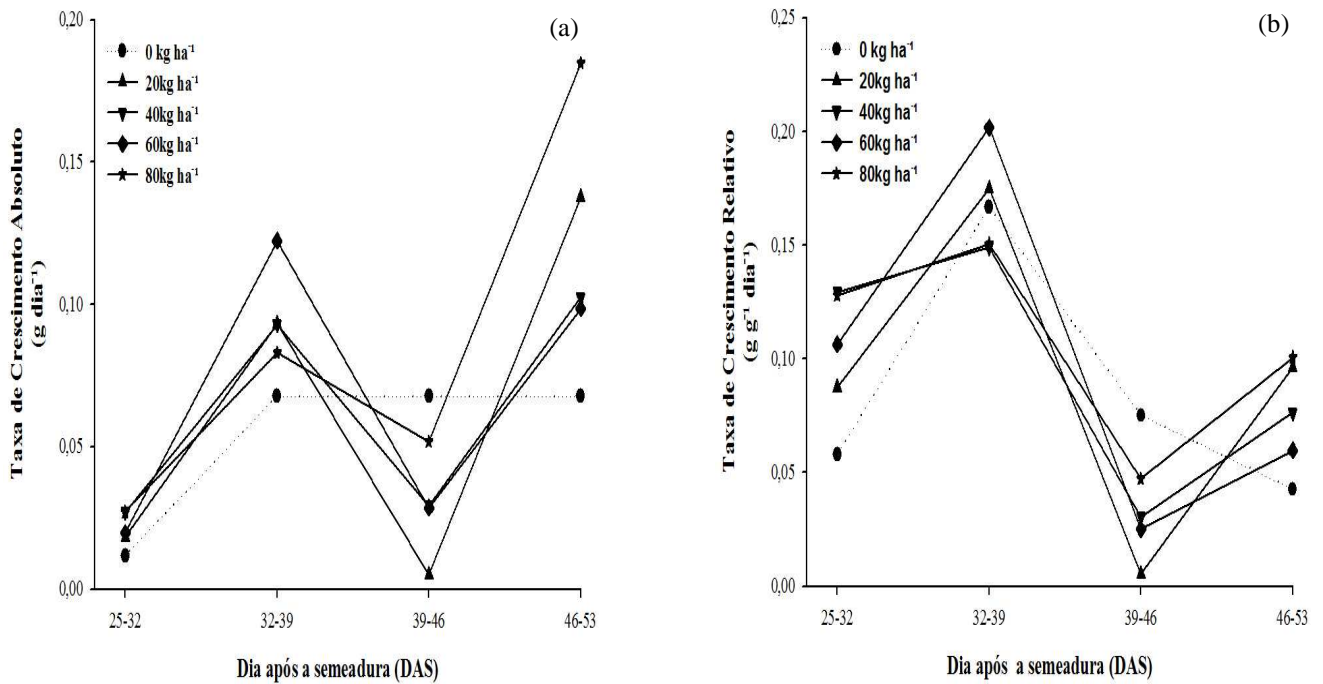 (a)
0,20
0,15
0,10
0,05
0,00
Taxa de Crescimento Absoluto
(g dia⁻¹)
0 kg ha⁻¹
20kg ha⁻¹
40kg ha⁻¹
60kg ha⁻¹
80kg ha⁻¹
25-32
32-39
39-46
46-53
Dia após a semeadura (DAS)
(b)
0,25
0,20
0,15
0,10
0,05
0,00
Taxa de Crescimento Relativo
(g g⁻¹ dia⁻¹)
0 kg ha⁻¹
20kg ha⁻¹
40kg ha⁻¹
60kg ha⁻¹
80kg ha⁻¹
25-32
32-39
39-46
46-53
Dia após a semeadura (DAS)